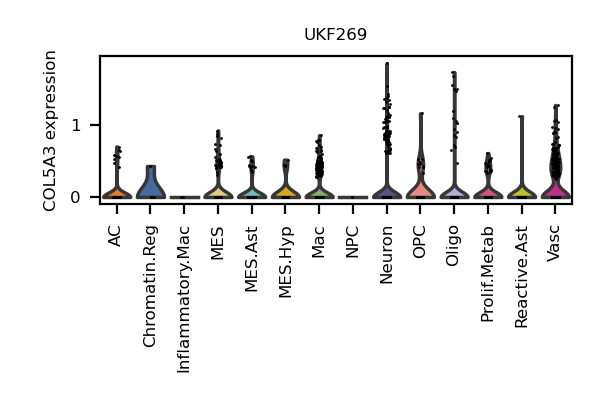 UKF269
COL5A3 expression
1
0
AC
Chromatin.Reg
Inflammatory.Mac
MES
MES.Ast
MES.Hyp
Mac
NPC
Neuron
OPC
Oligo
Prolif.Metab
Reactive.Ast
Vasc